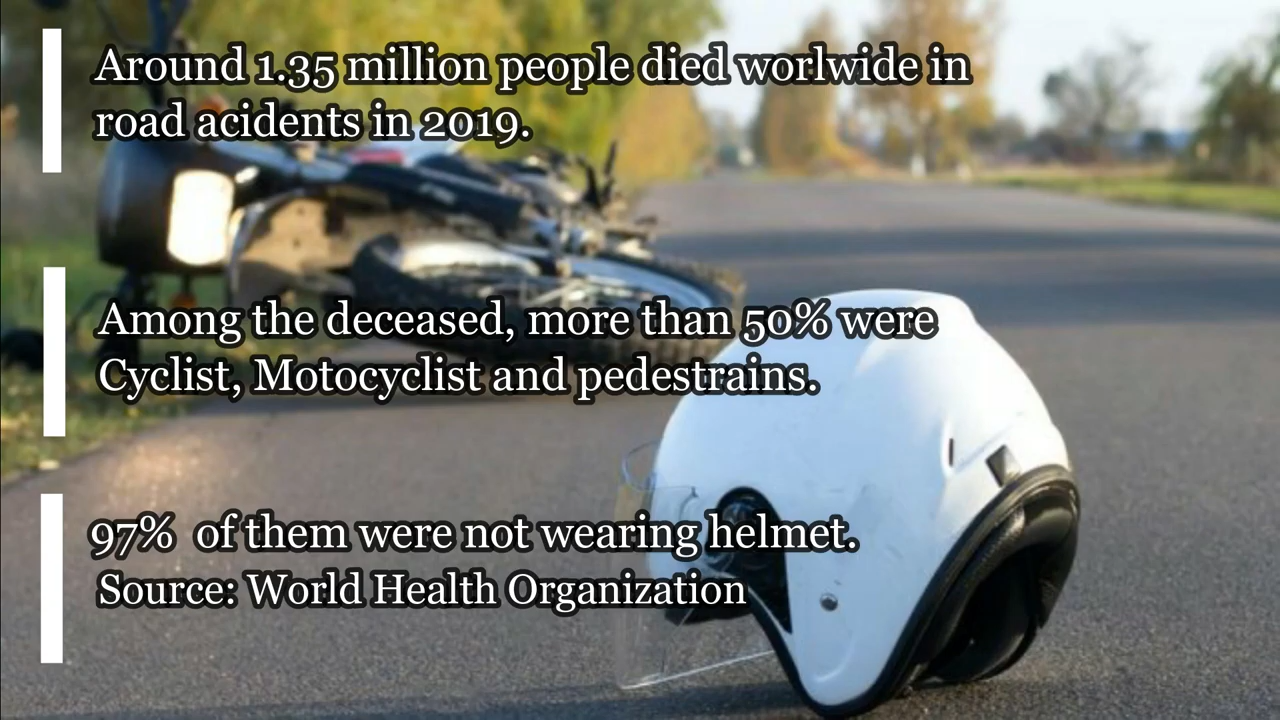 Around 1.35 million people died worlwide in
road acidents in 2019.
Among the deceased, more than 50% were
Cyclist, Motocyclist and pedestrains.
97% of them were not wearing helmet.
Source: World Health Organization